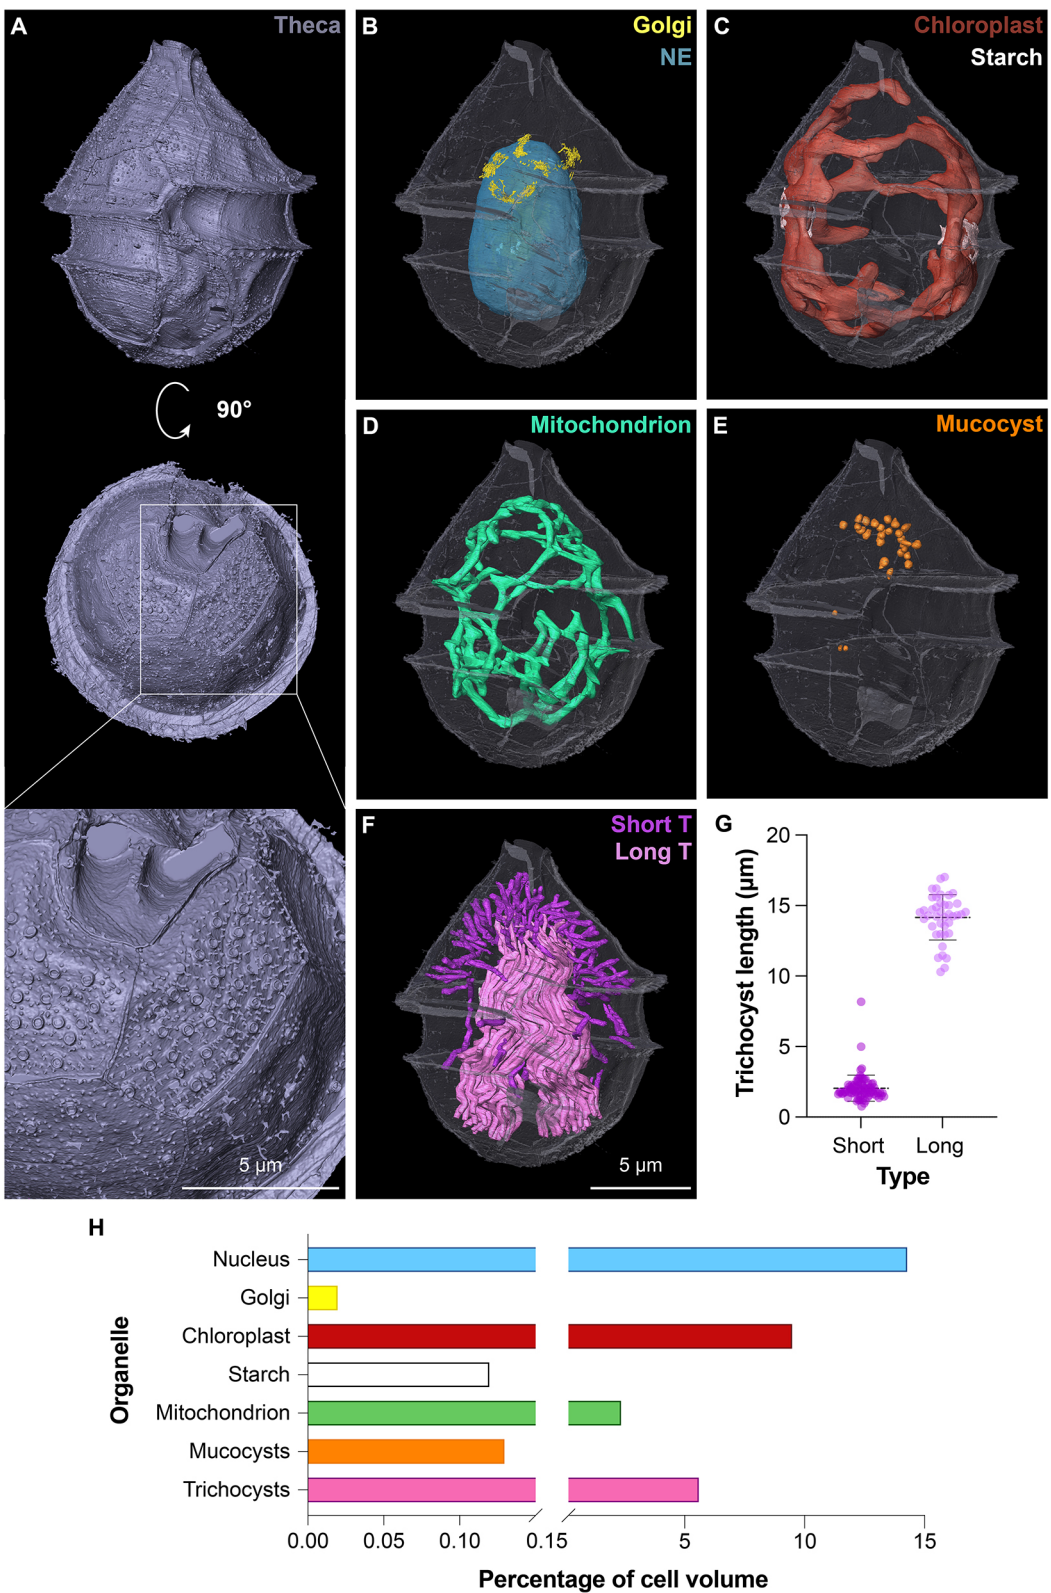 A
Theca
90°
5 μm
B
Golgi
NE
C
Chloroplast
Starch
D
Mitochondrion
E
Mucocyst
F
Short T
Long T
5 μm
G
20
15
10
5
0
Trichocyst length (μm)
Short Long
Type
H
Organelle
Nucleus
Golgi
Chloroplast
Starch
Mitochondrion
Mucocysts
Trichocysts
0.00 0.05 0.10 0.15 5 10 15
Percentage of cell volume